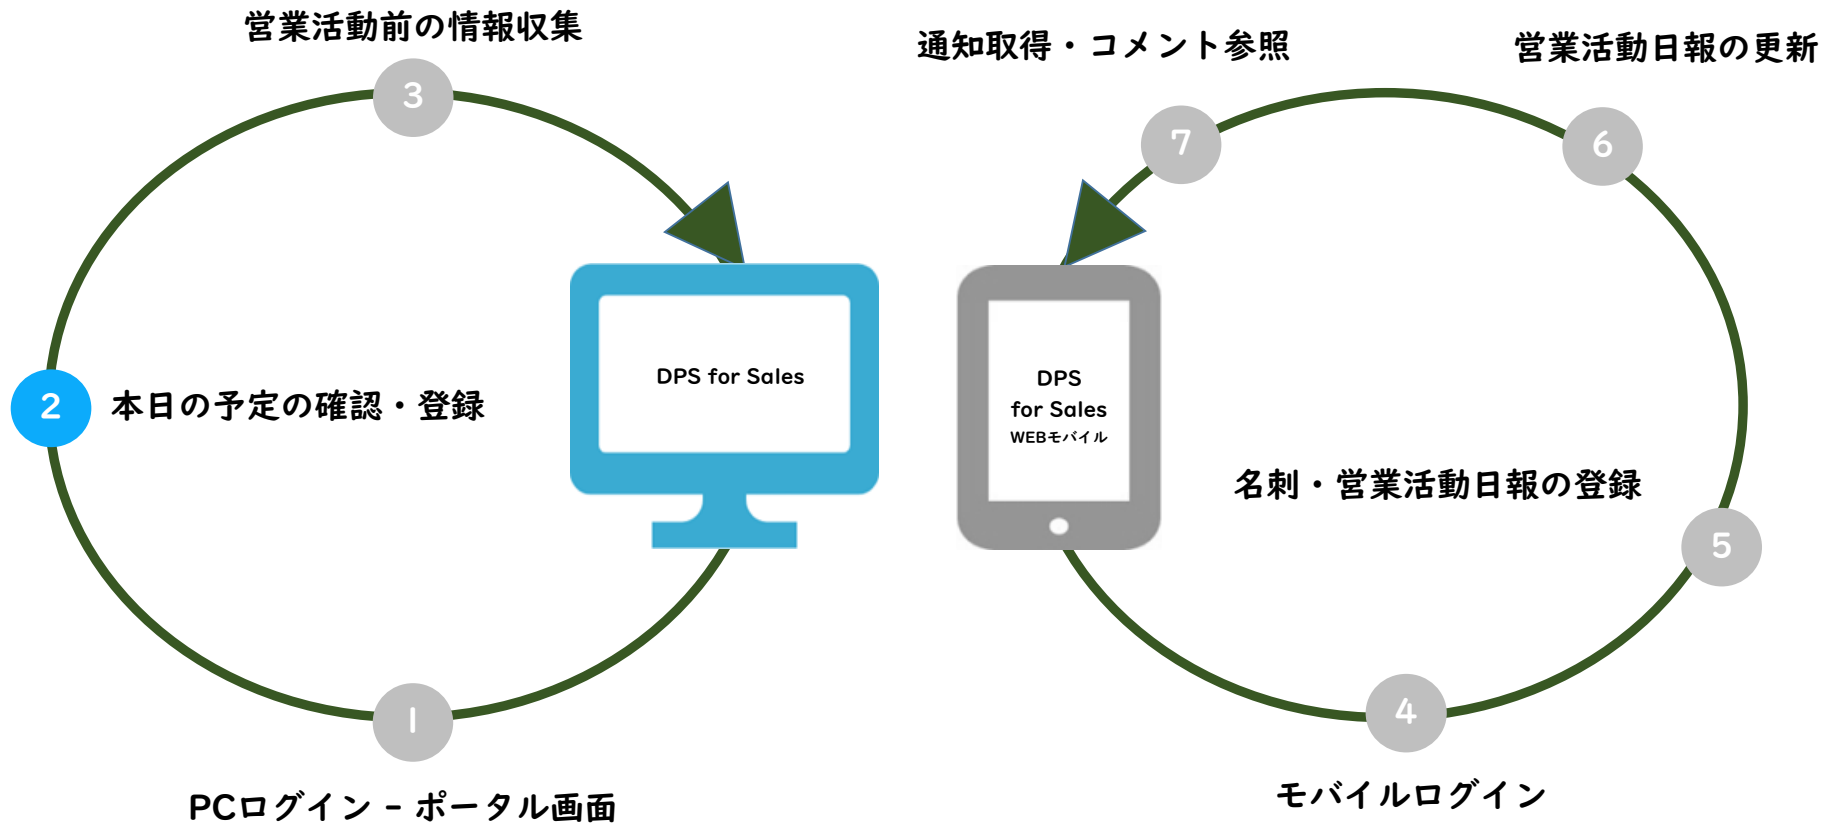 営業活動前の情報収集
3
2
本日の予定の確認・登録
DPS for Sales
1
PCログイン - ポータル画面
通知取得・コメント参照
営業活動日報の更新
7
6
DPS
for Sales
WEBモバイル
名刺・営業活動日報の登録
5
4
モバイルログイン